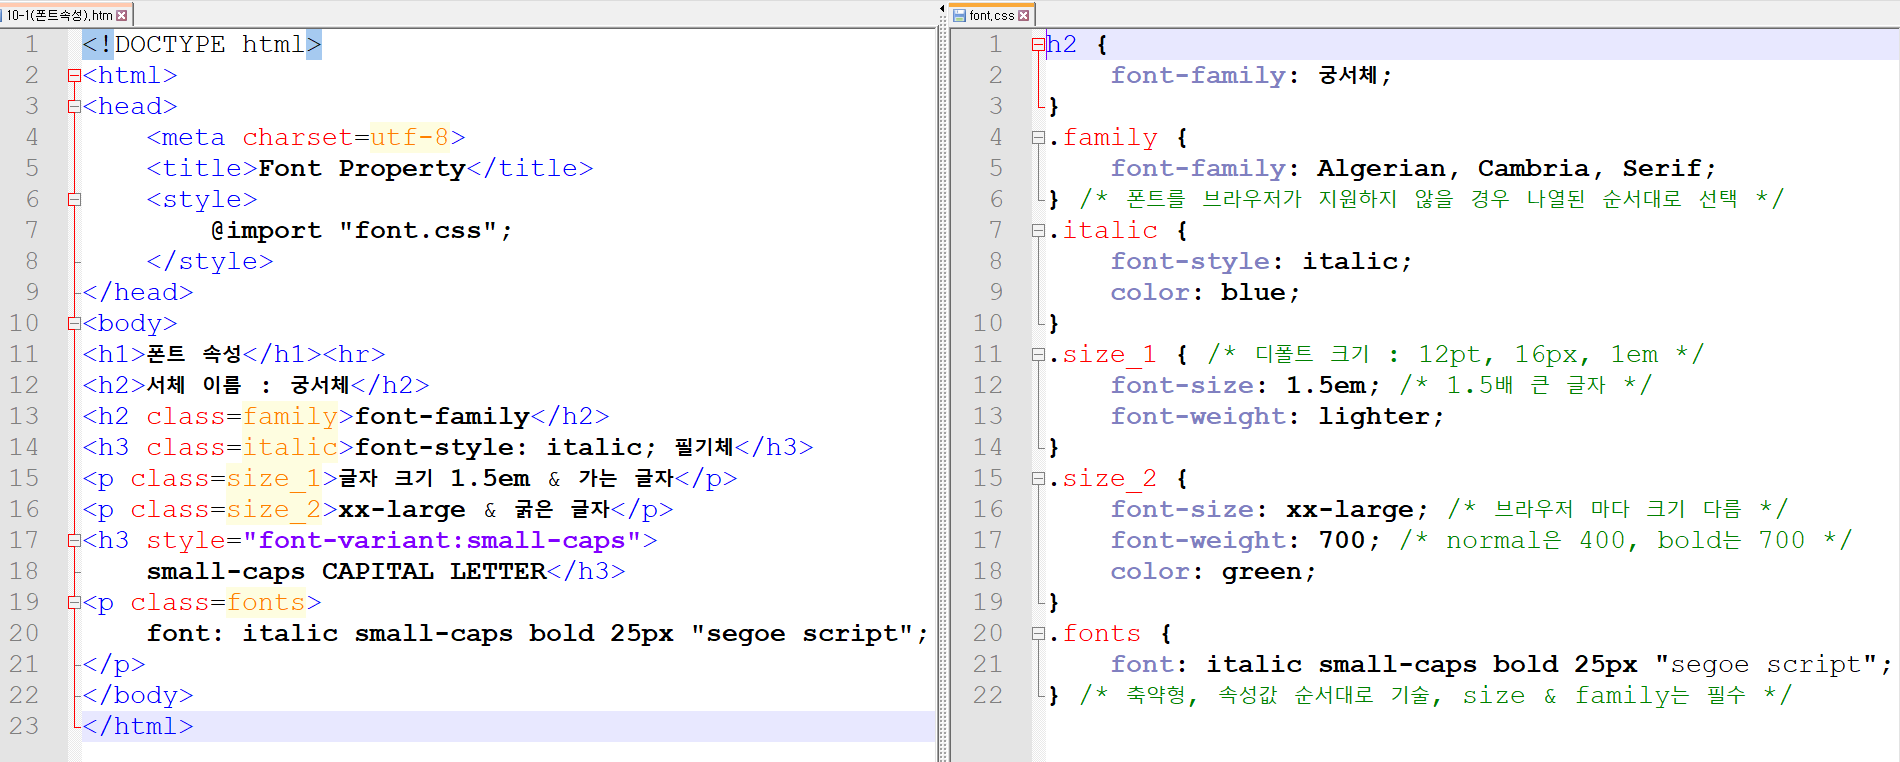 10-1(폰트속성).htm
1 <!DOCTYPE html>
2 <html>
3 <head>
4 <meta charset=utf-8>
5 <title>Font Property</title>
6 <style>
7 @import "font.css";
8 </style>
9 </head>
10 <body>
11 <h1>폰트 속성</h1><hr>
12 <h2>서체 이름 : 궁서체</h2>
13 <h2 class=family>font-family</h2>
14 <h3 class=italic>font-style: italic; 필기체</h3>
15 <p class=size_1>글자 크기 1.5em & 가는 글자</p>
16 <p class=size_2>xx-large & 굵은 글자</p>
17 <h3 style="font-variant:small-caps">
18 small-caps CAPITAL LETTER</h3>
19 <p class=fonts>
20 font: italic small-caps bold 25px "segoe script";
21 </p>
22 </body>
23 </html>
font.css
1 h2 {
2 font-family: 궁서체;
3 }
4 .family {
5 font-family: Algerian, Cambria, Serif;
6 } /* 폰트를 브라우저가 지원하지 않을 경우 나열된 순서대로 선택 */
7 .italic {
8 font-style: italic;
9 color: blue;
10 }
11 .size_1 { /* 디폴트 크기 : 12pt, 16px, 1em */
12 font-size: 1.5em; /* 1.5배 큰 글자 */
13 font-weight: lighter;
14 }
15 .size_2 {
16 font-size: xx-large; /* 브라우저 마다 크기 다름 */
17 font-weight: 700; /* normal은 400, bold는 700 */
18 color: green;
19 }
20 .fonts {
21 font: italic small-caps bold 25px "segoe script";
22 } /* 축약형, 속성값 순서대로 기술, size & family는 필수 */